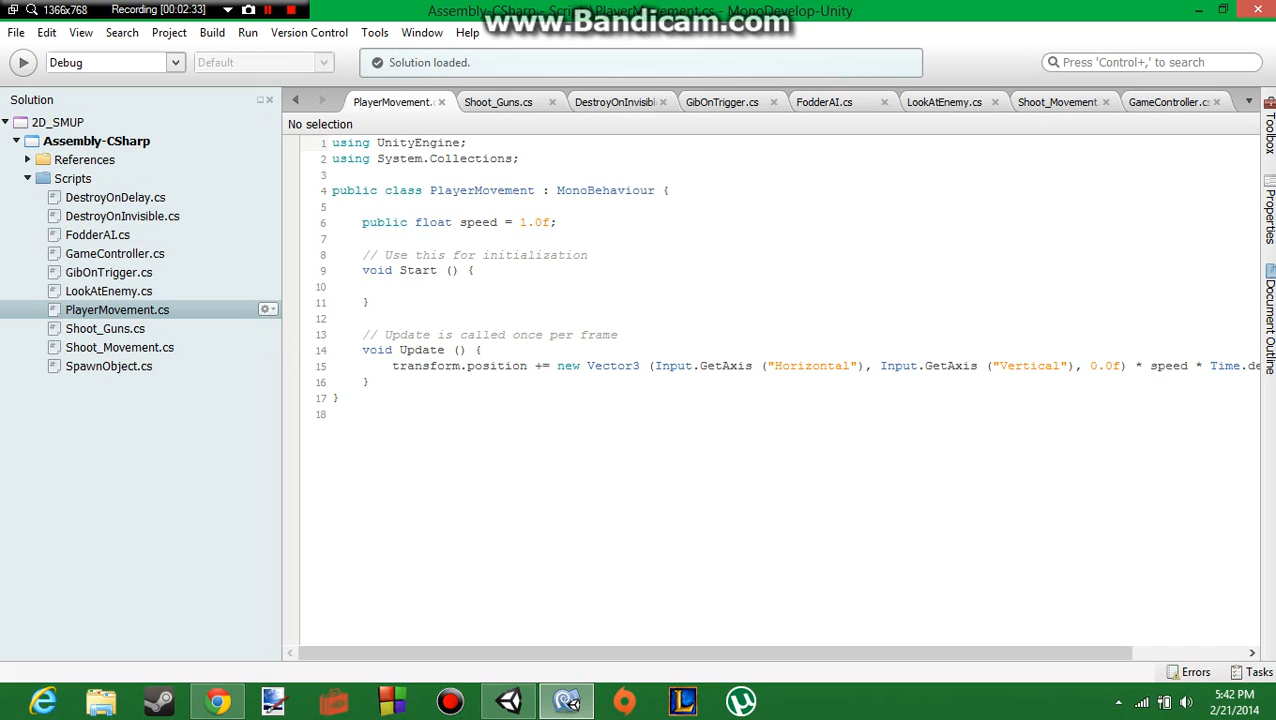 1366x768 Recording [00:02:33]
Assembly-CSharp - Scripts\PlayerMovement.cs - MonoDevelop-Unity
www.Bandicam.com
File Edit View Search Project Build Run Version Control Tools Window Help
Debug Default Solution loaded. Press 'Control+,' to search
Solution
PlayerMovement. Shoot_Guns.cs DestroyOnInvisibl GibOnTrigger.cs FodderAI.cs LookAtEnemy.cs Shoot_Movement GameController.cs
No selection
2D_SMUP
Assembly-CSharp
References
Scripts
DestroyOnDelay.cs
DestroyOnInvisible.cs
FodderAI.cs
GameController.cs
GibOnTrigger.cs
LookAtEnemy.cs
PlayerMovement.cs
Shoot_Guns.cs
Shoot_Movement.cs
SpawnObject.cs
1 using UnityEngine;
2 using System.Collections;
3
4 public class PlayerMovement : MonoBehaviour {
5
6 public float speed = 1.0f;
7
8 // Use this for initialization
9 void Start () {
10
11 }
12
13 // Update is called once per frame
14 void Update () {
15 transform.position += new Vector3 (Input.GetAxis ("Horizontal"), Input.GetAxis ("Vertical"), 0.0f) * speed * Time.de
16 }
17 }
18
Toolbox
Properties
Document Outline
Errors Tasks
5:42 PM
2/21/2014